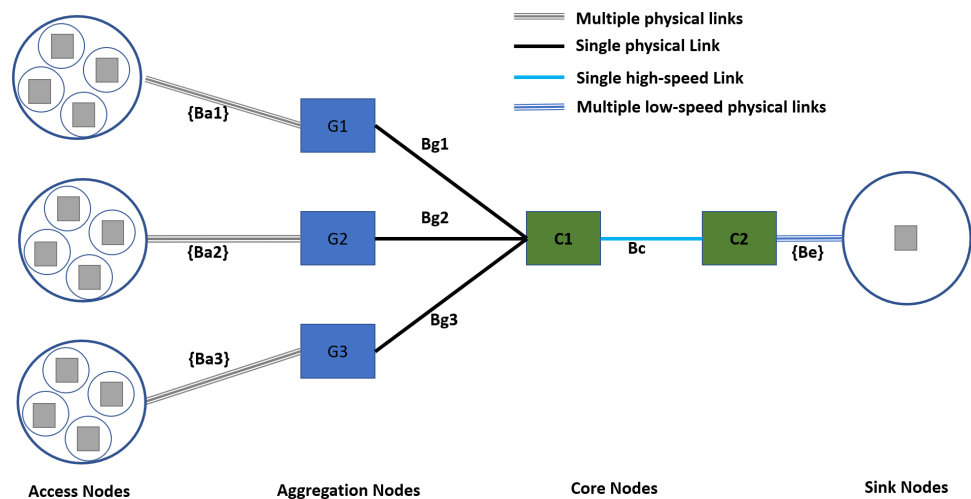 Multiple physical links
Single physical Link
Single high-speed Link
Multiple low-speed physical links
{Ba1}
G1
Bg1
{Ba2}
G2
Bg2
C1
Bc
C2
{Be}
{Ba3}
G3
Bg3
Access Nodes
Aggregation Nodes
Core Nodes
Sink Nodes